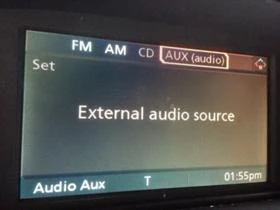 FM AM CD AUX (audio)
Set
External audio source
Audio Aux T 01:55pm